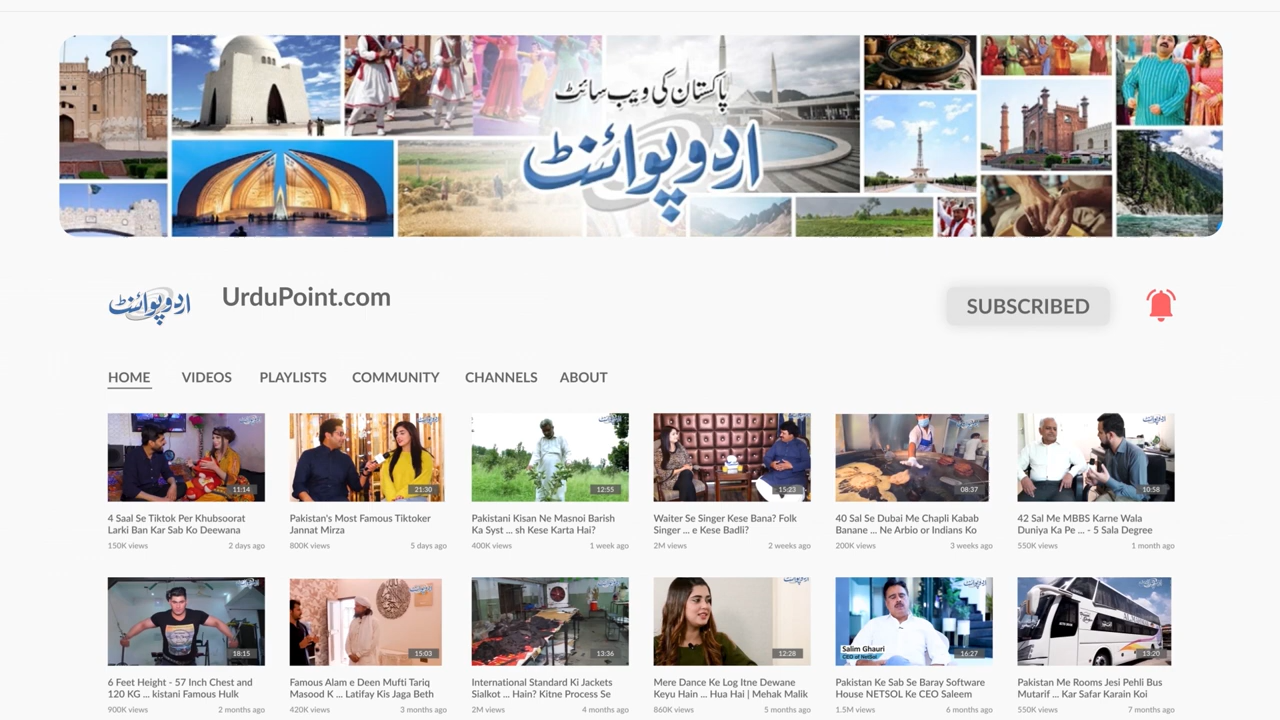 پاکستان کی ویب سائٹ
اردوپوائنٹ
اردوپوائنٹ
UrduPoint.com
SUBSCRIBED
HOME VIDEOS PLAYLISTS COMMUNITY CHANNELS ABOUT
11:14 21:30 12:55 15:23 08:37 10:58
4 Saal Se Tiktok Per Khubsoorat Pakistan's Most Famous Tiktoker Pakistani Kisan Ne Masnoi Barish Waiter Se Singer Kese Bana? Folk 40 Sal Se Dubai Me Chapli Kabab 42 Sal Me MBBS Karne Wala
Larki Ban Kar Sab Ko Deewana Jannat Mirza Ka Syst ... sh Kese Karta Hai? Singer ... e Kese Badli? Banane ... Ne Arbio or Indians Ko Duniya Ka Pe ... - 5 Sala Degree
150K views 2 days ago 800K views 5 days ago 400K views 1 week ago 2M views 2 weeks ago 200K views 3 weeks ago 550K views 1 month ago
Salim Ghauri
CEO of NetSol
18:15 15:03 13:36 12:28 16:27 13:20
6 Feet Height - 57 Inch Chest and Famous Alam e Deen Mufti Tariq International Standard Ki Jackets Mere Dance Ke Log Itne Dewane Pakistan Ke Sab Se Baray Software Pakistan Me Rooms Jesi Pehli Bus
120 KG ... kistani Famous Hulk Masood K ... Latifay Kis Jaga Beth Sialkot ... Hain? Kitne Process Se Keyu Hain ... Hua Hai | Mehak Malik House NETSOL Ke CEO Saleem Mutarif ... Kar Safar Karain Koi
900K views 2 months ago 420K views 3 months ago 2M views 4 months ago 860K views 5 months ago 1.5M views 6 months ago 550K views 7 months ago